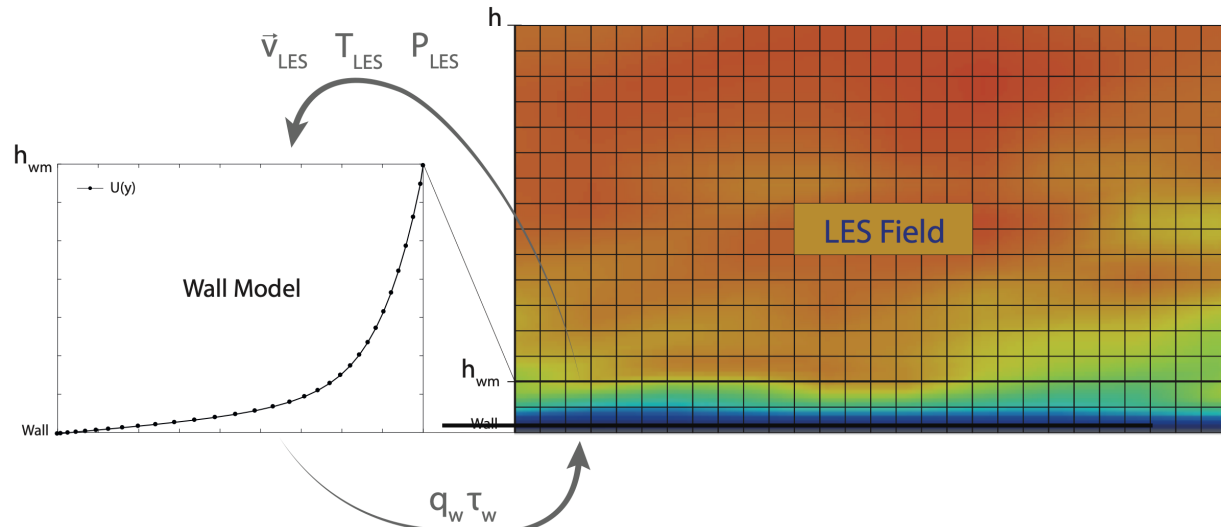 h
v⃗LES TLES PLES
hwm
U(y)
LES Field
Wall Model
hwm
Wall
Wall
qw τw